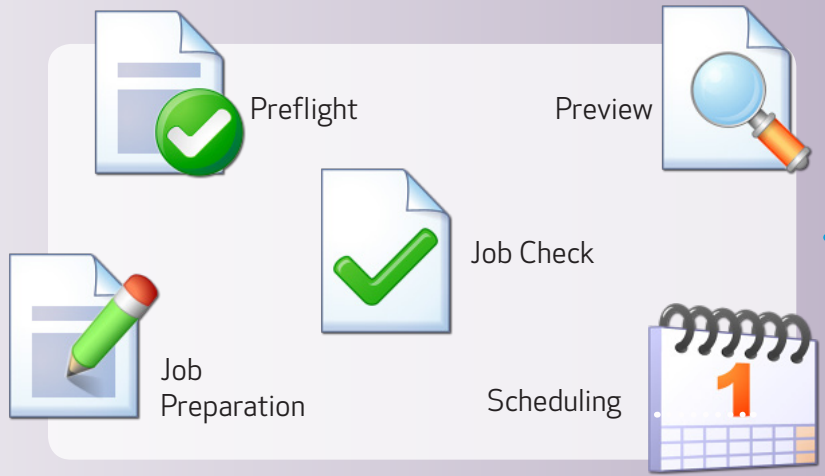 Preflight
Preview
Job Check
Job
Preparation
Scheduling
1